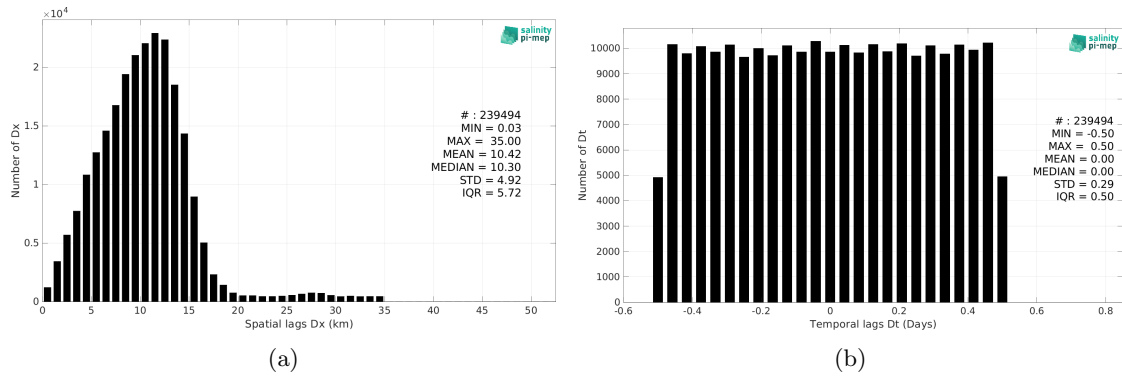 ×10⁴
salinity
pi-mep
2
1.5
1
0.5
0
Number of Dx
# : 239494
MIN = 0.03
MAX = 35.00
MEAN = 10.42
MEDIAN = 10.30
STD = 4.92
IQR = 5.72
0 5 10 15 20 25 30 35 40 45 50
Spatial lags Dx (km)
(a)
salinity
pi-mep
10000
9000
8000
7000
6000
5000
4000
3000
2000
1000
0
Number of Dt
# : 239494
MIN = -0.50
MAX = 0.50
MEAN = 0.00
MEDIAN = 0.00
STD = 0.29
IQR = 0.50
-0.6 -0.4 -0.2 0 0.2 0.4 0.6 0.8
Temporal lags Dt (Days)
(b)